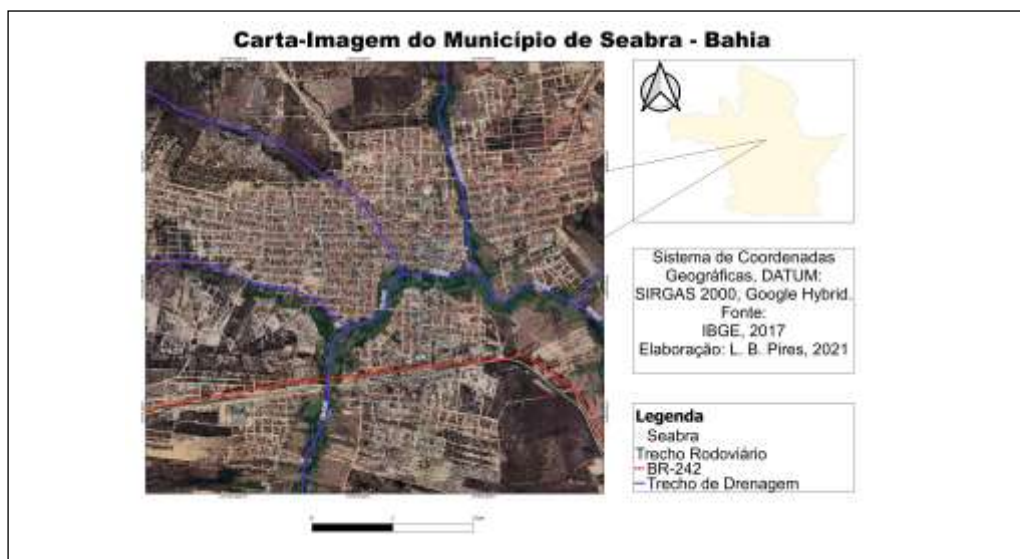 Carta-Imagem do Município de Seabra - Bahia
Sistema de Coordenadas
Geográficas, DATUM:
SIRGAS 2000, Google Hybrid.
Fonte:
IBGE, 2017
Elaboração: L. B. Pires, 2021
Legenda
Seabra
Trecho Rodoviário
BR-242
Trecho de Drenagem